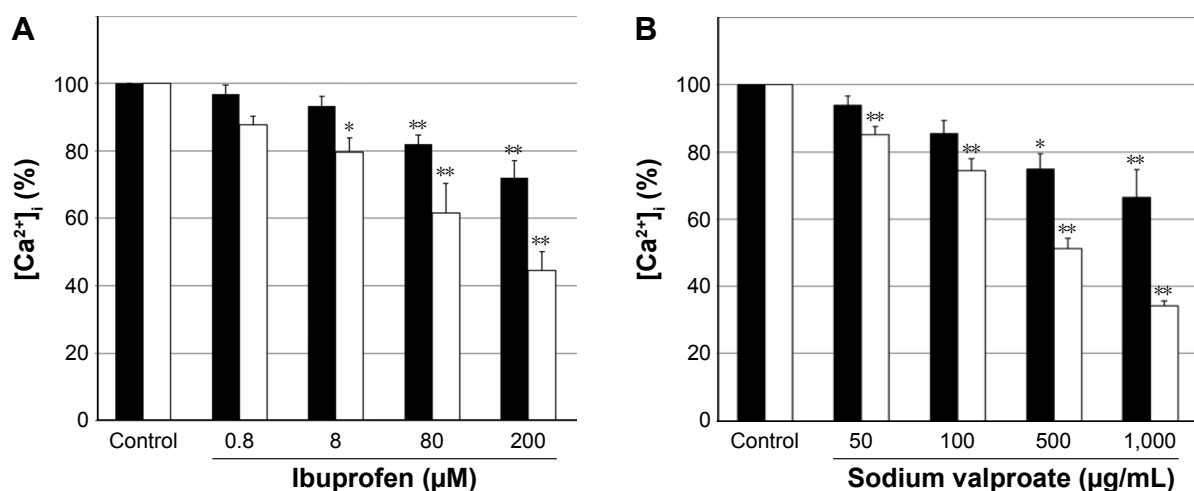 A
[Ca²⁺]ᵢ (%)
100
80
60
40
20
0
* ** ** ** **
Control 0.8 8 80 200
Ibuprofen (μM)
B
[Ca²⁺]ᵢ (%)
100
80
60
40
20
0
** ** * ** ** **
Control 50 100 500 1,000
Sodium valproate (μg/mL)